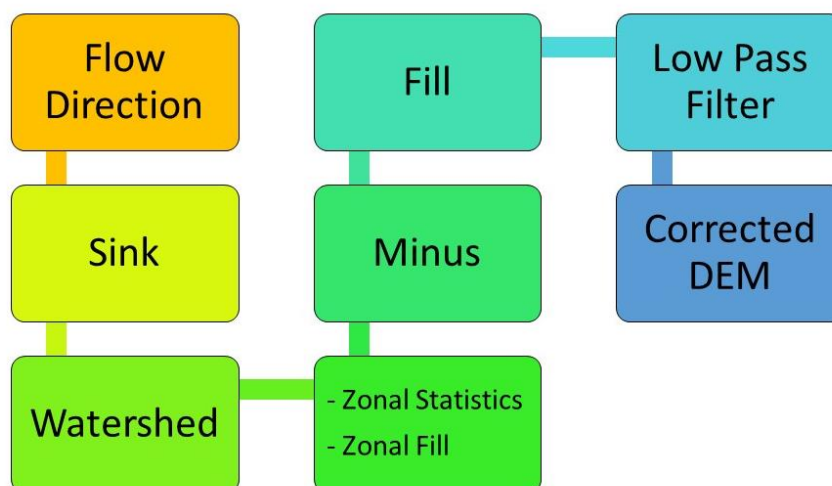 Flow
Direction
Sink
Watershed
- Zonal Statistics
- Zonal Fill
Minus
Fill
Low Pass
Filter
Corrected
DEM